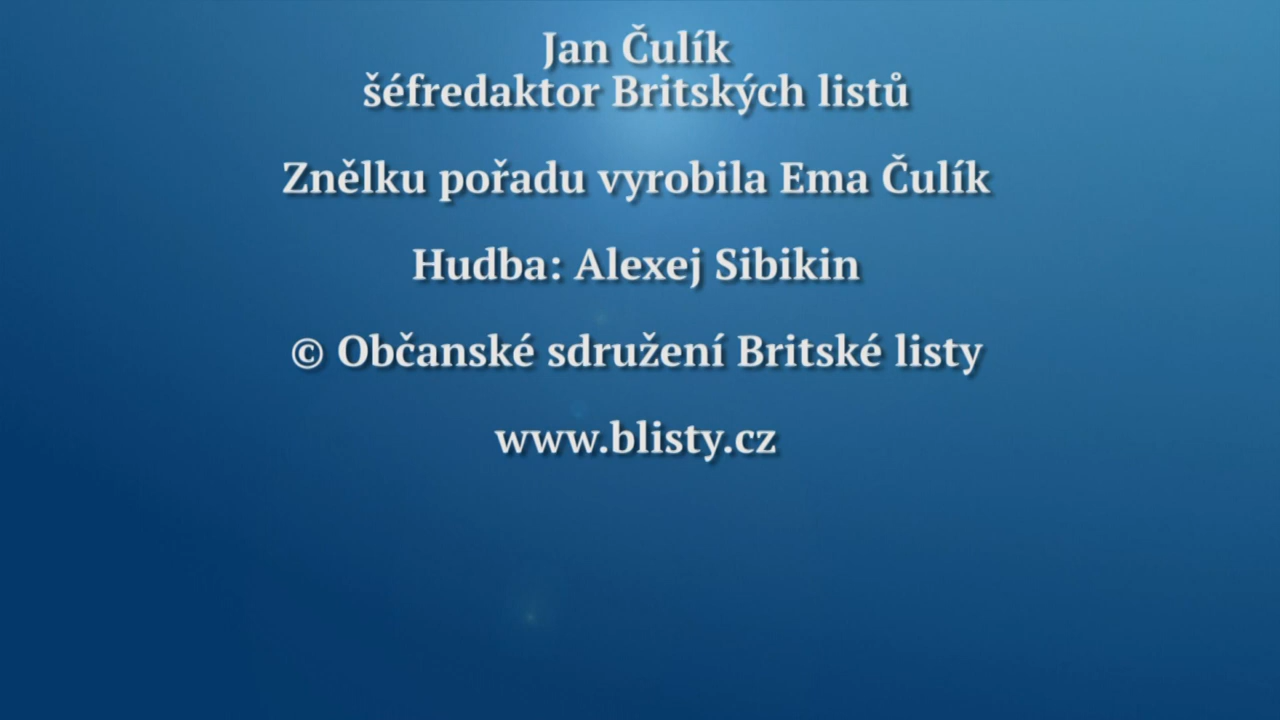 Jan Čulík
šéfredaktor Britských listů
Znělku pořadu vyrobila Ema Čulík
Hudba: Alexej Sibikin
© Občanské sdružení Britské listy
www.blisty.cz